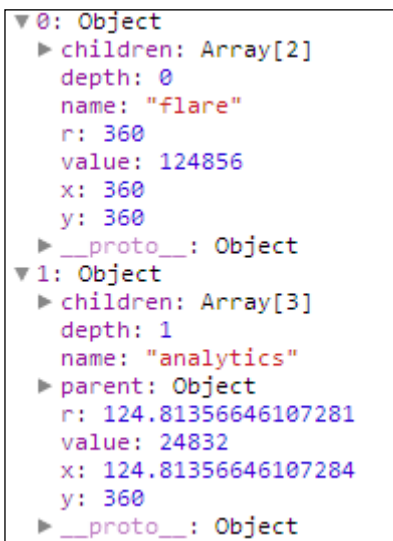 ▼0: Object
▶ children: Array[2]
depth: 0
name: "flare"
r: 360
value: 124856
x: 360
y: 360
▶ __proto__: Object
▼1: Object
▶ children: Array[3]
depth: 1
name: "analytics"
▶ parent: Object
r: 124.81356646107281
value: 24832
x: 124.81356646107284
y: 360
▶ __proto__: Object